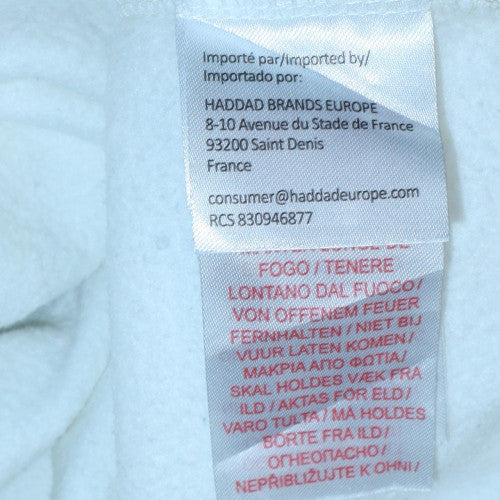 Importé par/imported by/
Importado por:
HADDAD BRANDS EUROPE
8-10 Avenue du Stade de France
93200 Saint Denis
France
consumer@haddadeurope.com
RCS 830946877
DE
FOGO / TENERE
LONTANO DAL FUOCO /
VON OFFENEM FEUER
FERNHALTEN / NIET BIJ
VUUR LATEN KOMEN /
ΜΑΚΡΙΑ ΑΠΟ ΦΩΤΙΑ /
SKAL HOLDES VÆK FRA
ILD / AKTAS FÖR ELD /
VARO TULTA / MÅ HOLDES
BORTE FRA ILD /
ОГНЕОПАСНО /
NEPŘIBLIŽUJTE K OHNI /